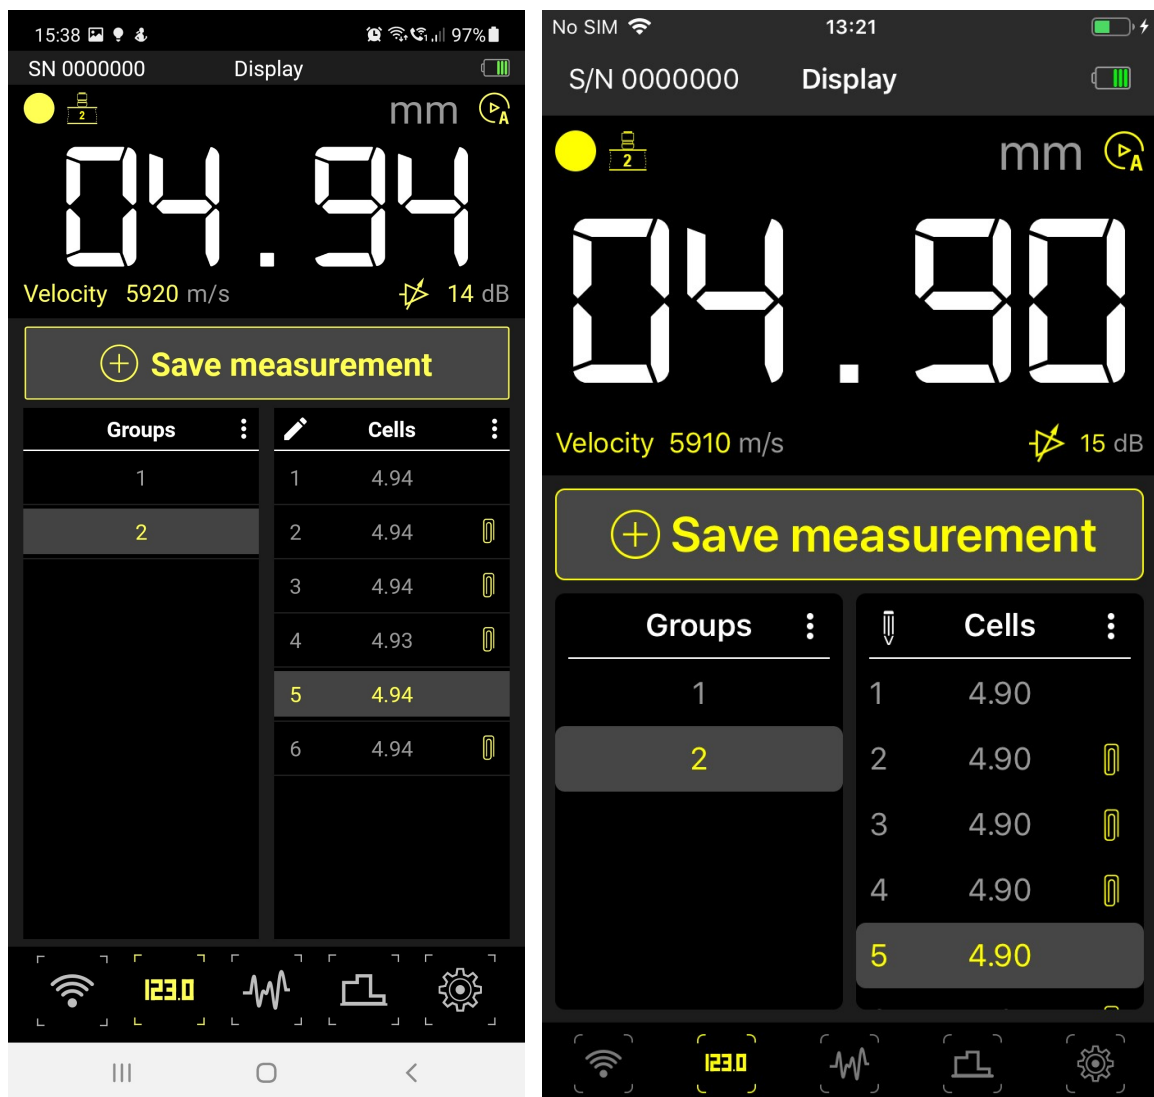 15:38 97%
SN 0000000 Display
2 mm A
04.94
Velocity 5920 m/s 14 dB
Save measurement
Groups
1
2
Cells
1 4.94
2 4.94
3 4.94
4 4.93
5 4.94
6 4.94
123.0
No SIM 13:21
S/N 0000000 Display
2 mm A
04.90
Velocity 5910 m/s 15 dB
Save measurement
Groups
1
2
Cells
1 4.90
2 4.90
3 4.90
4 4.90
5 4.90
123.0